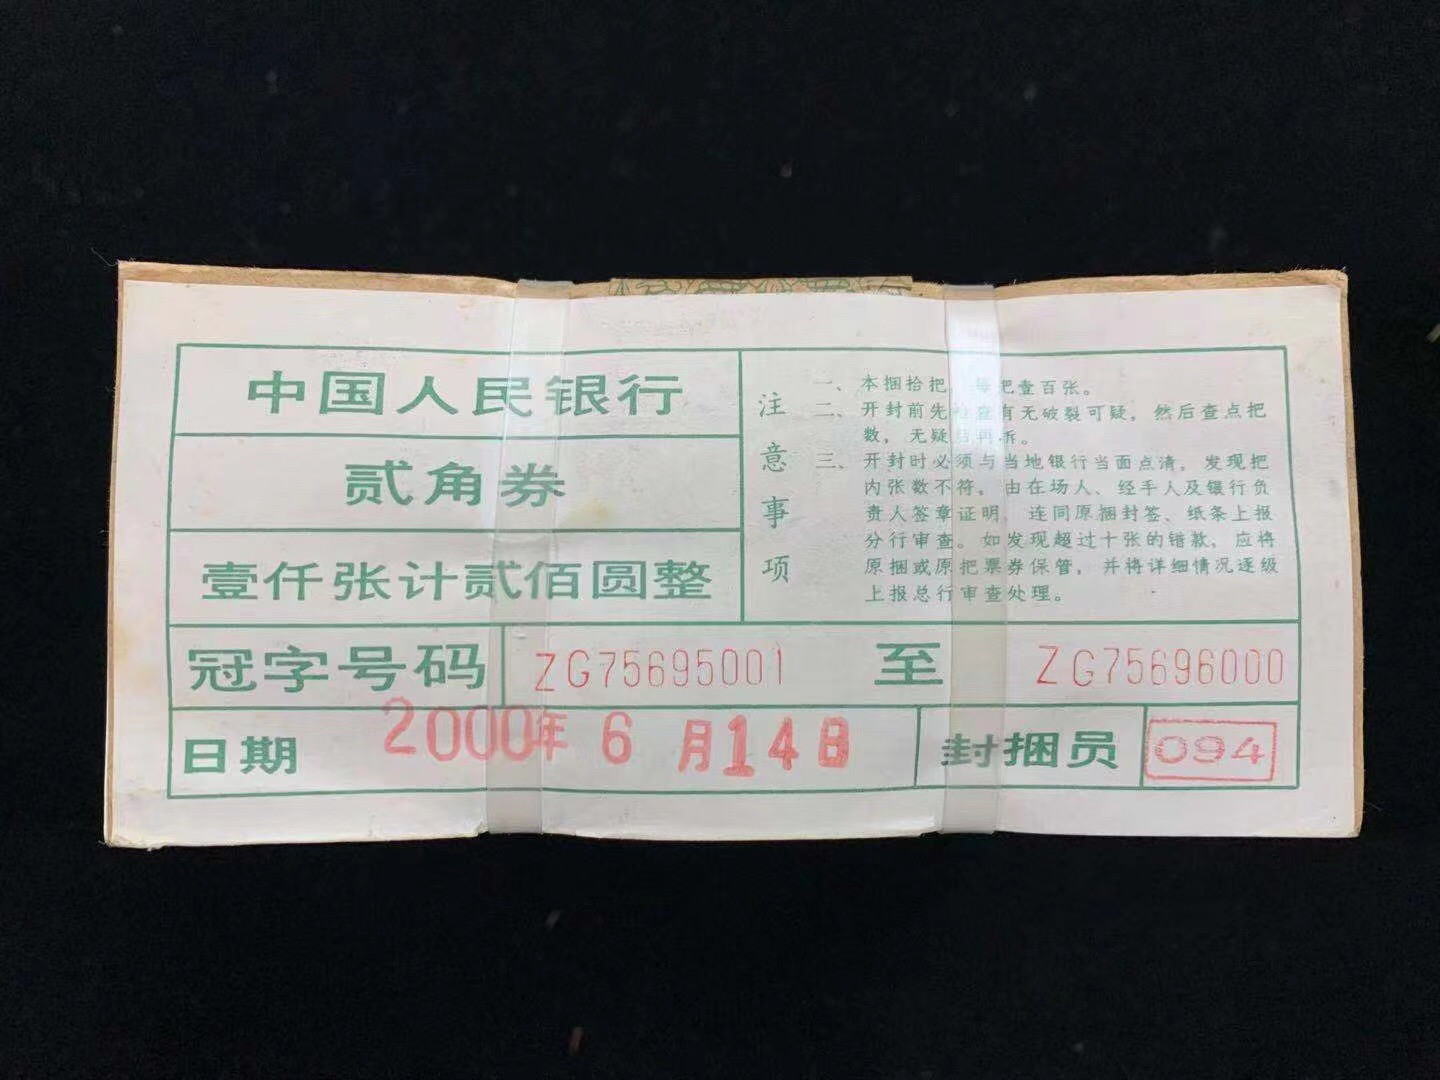 中国人民银行
贰角券
壹仟张计贰佰圆整
注意事项
一、本捆拾把，每把壹百张。
二、开封前先检查有无破裂可疑，然后查点把
数，无疑后再拆。
三、开封时必须与当地银行当面点清，发现把
内张数不符，由在场人、经手人及银行负
责人签章证明，连同原捆封签、纸条上报
分行审查。如发现超过十张的错款，应将
原捆或原把票券保管，并将详细情况逐级
上报总行审查处理。
冠字号码 ZG75695001 至 ZG75696000
日期 2000年6月14日 封捆员 094